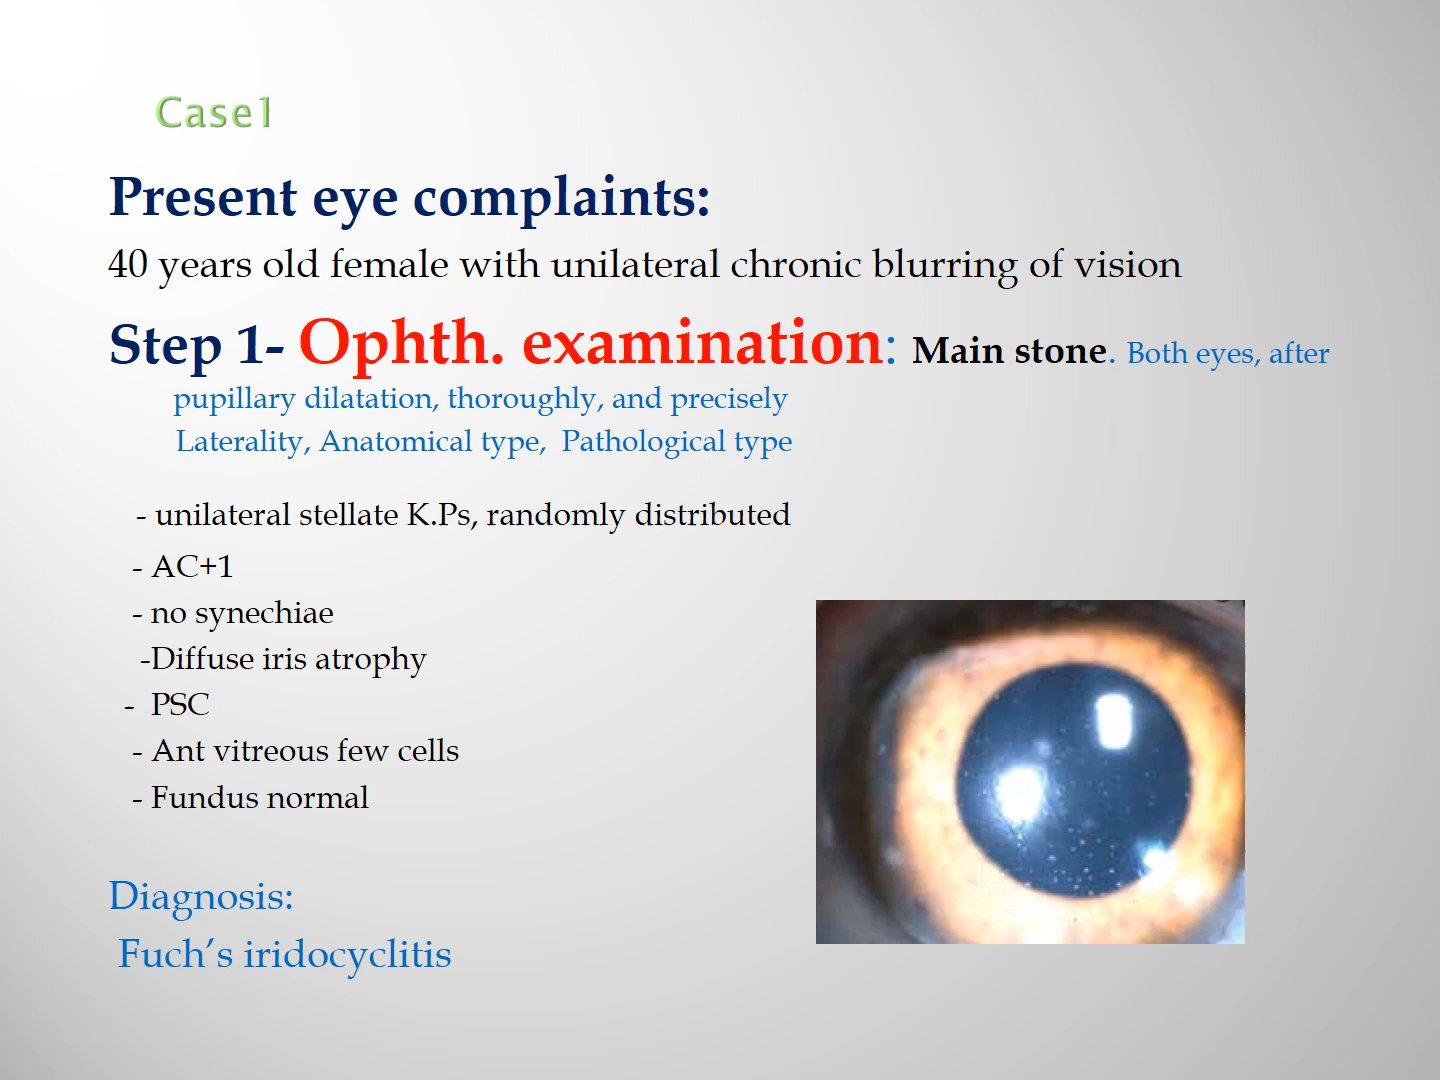 Case1
Present eye complaints:
40 years old female with unilateral chronic blurring of vision
Step 1- Ophth. examination: Main stone. Both eyes, after
pupillary dilatation, thoroughly, and precisely
Laterality, Anatomical type, Pathological type
- unilateral stellate K.Ps, randomly distributed
- AC+1
- no synechiae
-Diffuse iris atrophy
- PSC
- Ant vitreous few cells
- Fundus normal
Diagnosis:
Fuch’s iridocyclitis